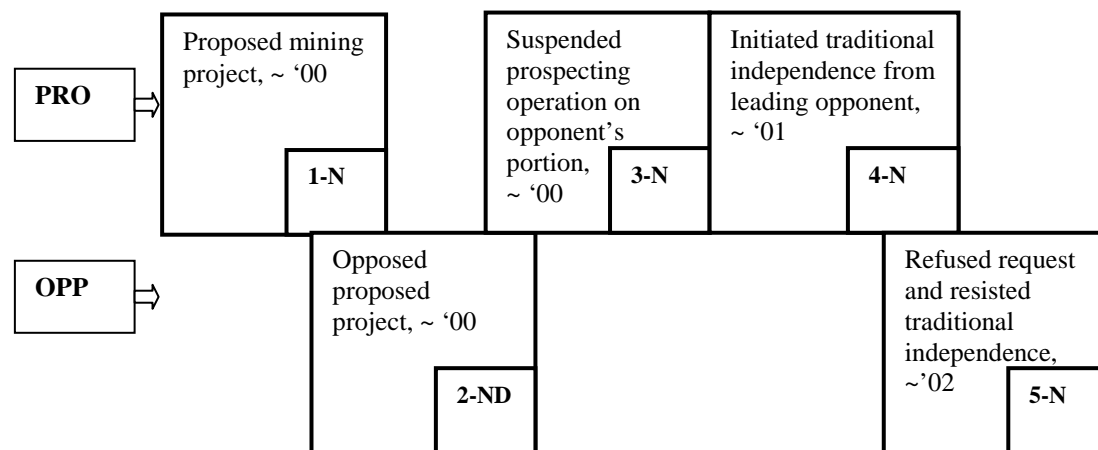 PRO
Proposed mining
project, ~ ‘00
1-N
Suspended
prospecting
operation on
opponent’s
portion,
~ ‘00
3-N
Initiated traditional
independence from
leading opponent,
~ ‘01
4-N
OPP
Opposed
proposed
project, ~ ‘00
2-ND
Refused request
and resisted
traditional
independence,
~’02
5-N